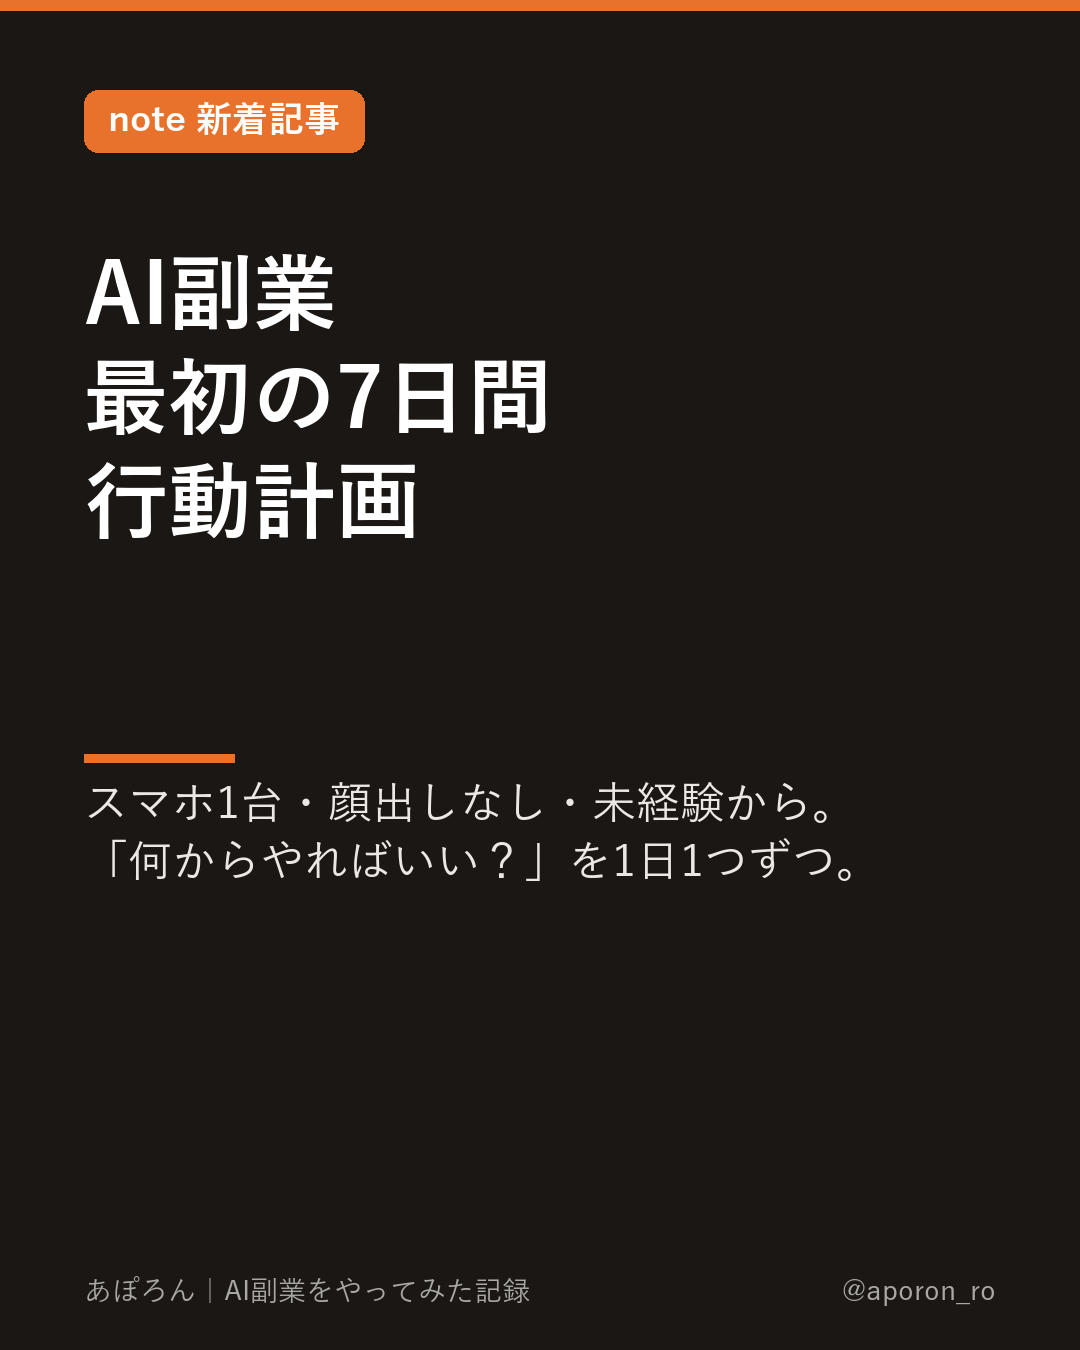 note 新着記事
AI副業
最初の7日間
行動計画
スマホ1台・顔出しなし・未経験から。
「何からやればいい？」を1日1つずつ。
あぽろん｜AI副業をやってみた記録
@aporon_ro